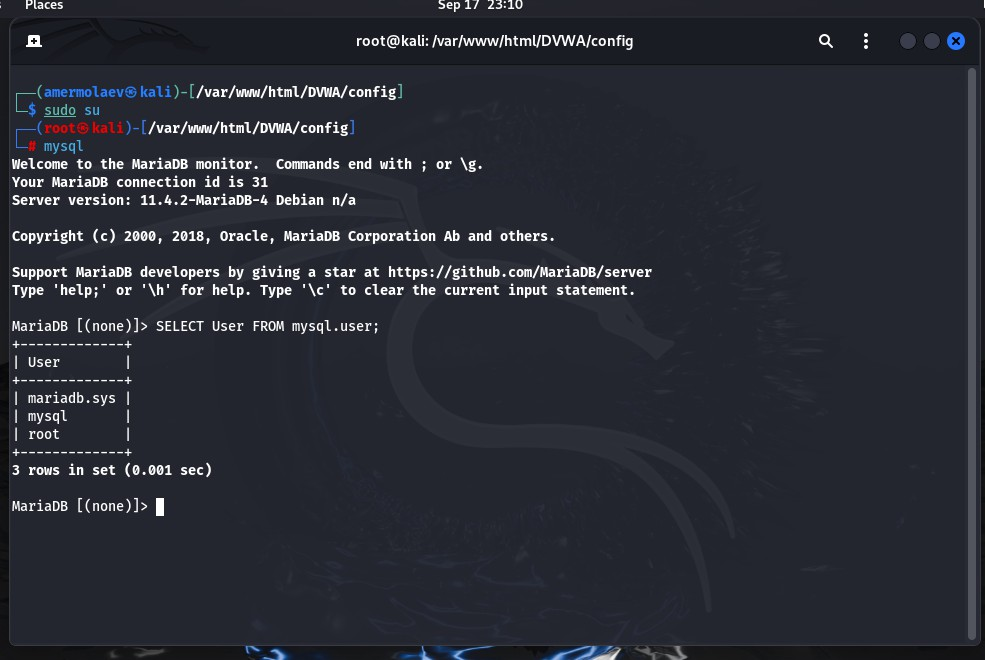 Places
Sep 17 23:10
root@kali: /var/www/html/DVWA/config
┌──(amermolaev㉿kali)-[/var/www/html/DVWA/config]
└─$ sudo su
┌──(root㉿kali)-[/var/www/html/DVWA/config]
└─# mysql
Welcome to the MariaDB monitor.  Commands end with ; or \g.
Your MariaDB connection id is 31
Server version: 11.4.2-MariaDB-4 Debian n/a
Copyright (c) 2000, 2018, Oracle, MariaDB Corporation Ab and others.
Support MariaDB developers by giving a star at https://github.com/MariaDB/server
Type 'help;' or '\h' for help. Type '\c' to clear the current input statement.
MariaDB [(none)]> SELECT User FROM mysql.user;
+-------------+
| User        |
+-------------+
| mariadb.sys |
| mysql       |
| root        |
+-------------+
3 rows in set (0.001 sec)
MariaDB [(none)]>